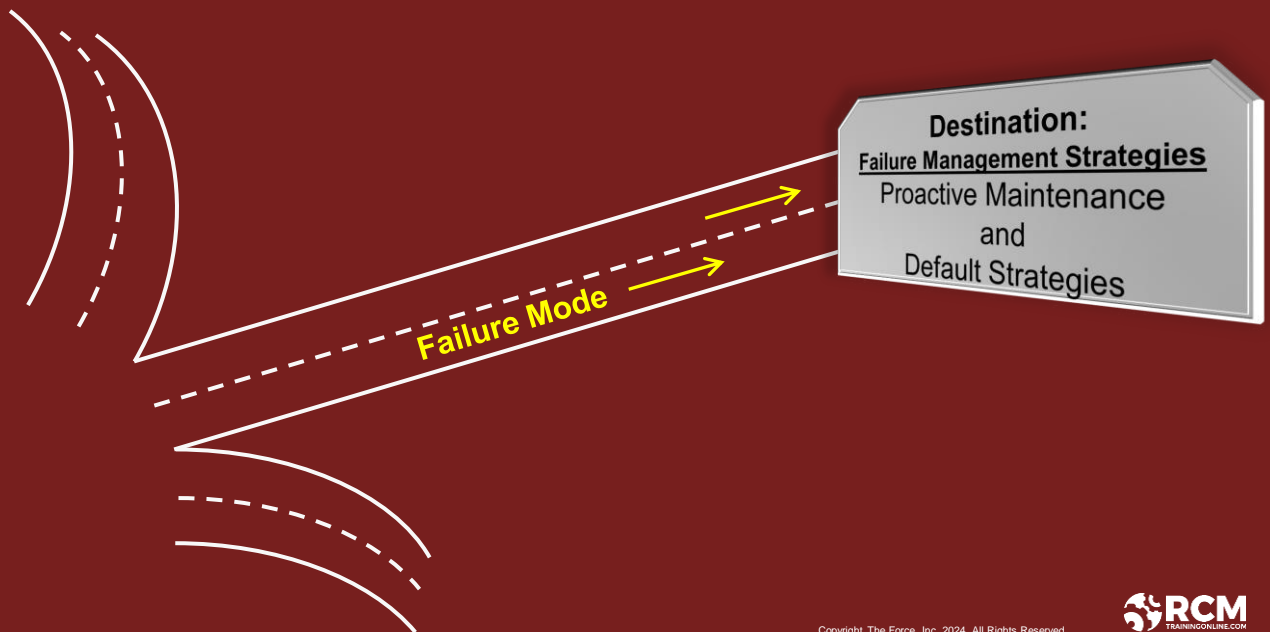 Destination:
Failure Management Strategies
Proactive Maintenance
and
Default Strategies
Failure Mode
RCM
TRAININGONLINE.COM
Copyright The Force, Inc. 2024. All Rights Reserved